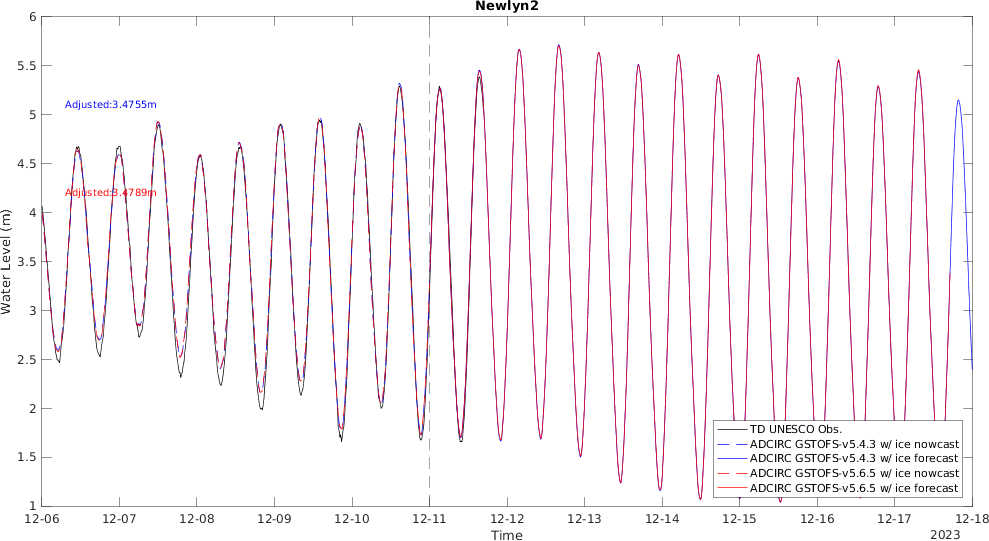 Newlyn2
6
5.5
5
4.5
4
3.5
3
2.5
2
1.5
1
Water Level (m)
Adjusted:3.4755m
Adjusted:3.4789m
TD UNESCO Obs.
ADCIRC GSTOFS-v5.4.3 w/ ice nowcast
ADCIRC GSTOFS-v5.4.3 w/ ice forecast
ADCIRC GSTOFS-v5.6.5 w/ ice nowcast
ADCIRC GSTOFS-v5.6.5 w/ ice forecast
12-06 12-07 12-08 12-09 12-10 12-11 12-12 12-13 12-14 12-15 12-16 12-17 12-18
Time
2023